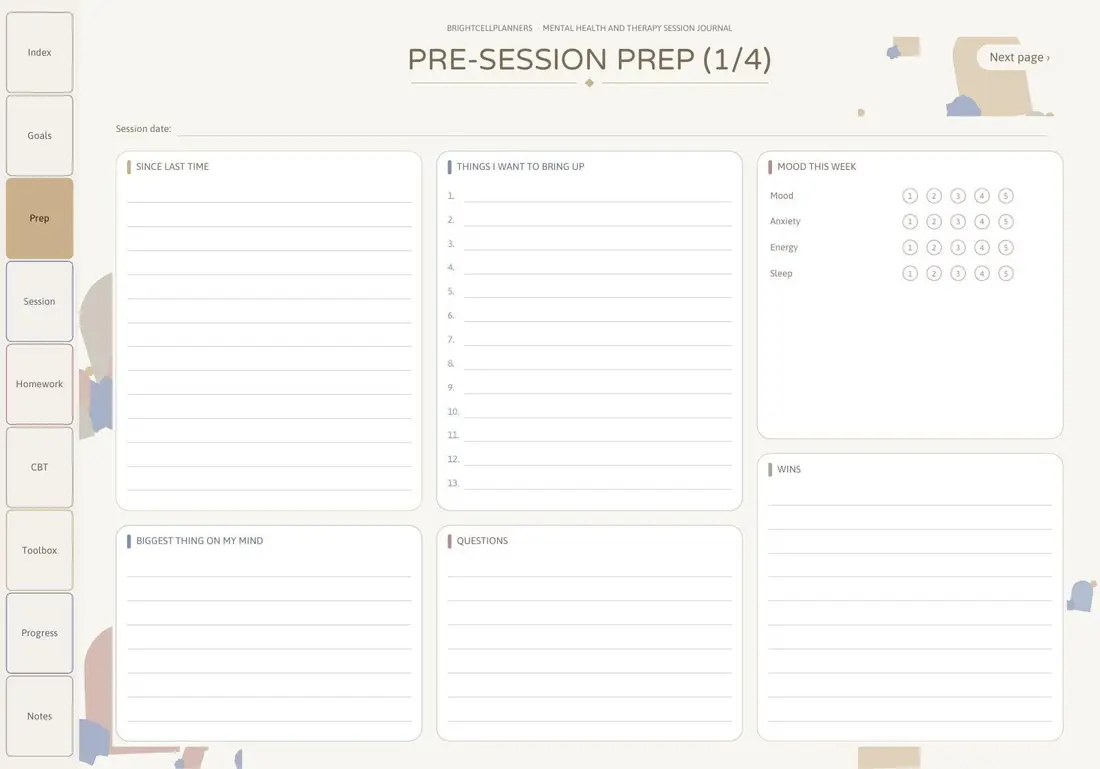 BRIGHTCELLPLANNERS · MENTAL HEALTH AND THERAPY SESSION JOURNAL
PRE-SESSION PREP (1/4)
Next page ›
Index
Goals
Prep
Session
Homework
CBT
Toolbox
Progress
Notes
Session date:
SINCE LAST TIME
THINGS I WANT TO BRING UP
1.
2.
3.
4.
5.
6.
7.
8.
9.
10.
11.
12.
13.
MOOD THIS WEEK
Mood 1 2 3 4 5
Anxiety 1 2 3 4 5
Energy 1 2 3 4 5
Sleep 1 2 3 4 5
WINS
BIGGEST THING ON MY MIND
QUESTIONS